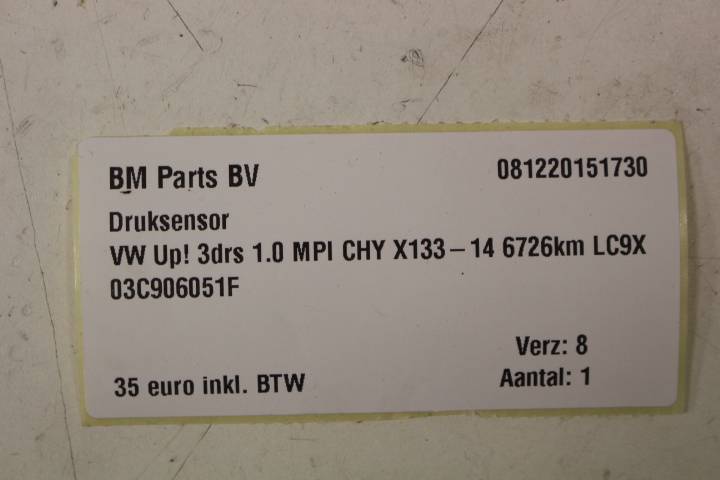 BM Parts BV 081220151730
Druksensor
VW Up! 3drs 1.0 MPI CHY X133-14 6726km LC9X
03C906051F
Verz: 8
35 euro inkl. BTW Aantal: 1